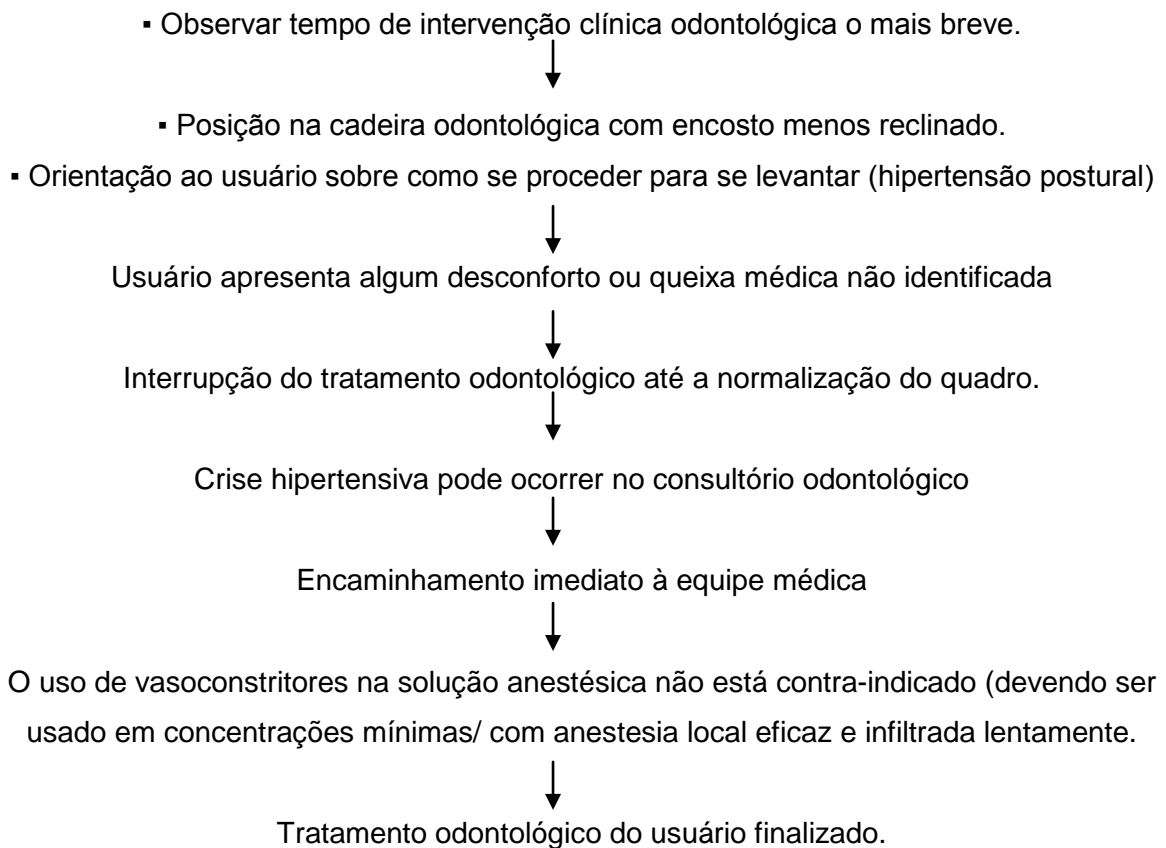 ▪ Observar tempo de intervenção clínica odontológica o mais breve.
▪ Posição na cadeira odontológica com encosto menos reclinado.
▪ Orientação ao usuário sobre como se proceder para se levantar (hipertensão postural)
Usuário apresenta algum desconforto ou queixa médica não identificada
Interrupção do tratamento odontológico até a normalização do quadro.
Crise hipertensiva pode ocorrer no consultório odontológico
Encaminhamento imediato à equipe médica
O uso de vasoconstritores na solução anestésica não está contra-indicado (devendo ser
usado em concentrações mínimas/ com anestesia local eficaz e infiltrada lentamente.
Tratamento odontológico do usuário finalizado.